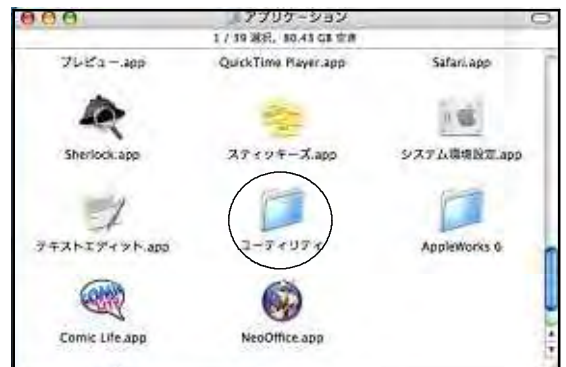 アプリケーション
1 / 39 選択、80.43 GB 空き
プレビュー.app
QuickTime Player.app
Safari.app
Sherlock.app
スティッキーズ.app
システム環境設定.app
テキストエディット.app
ユーティリティ
AppleWorks 6
Comic Life.app
NeoOffice.app